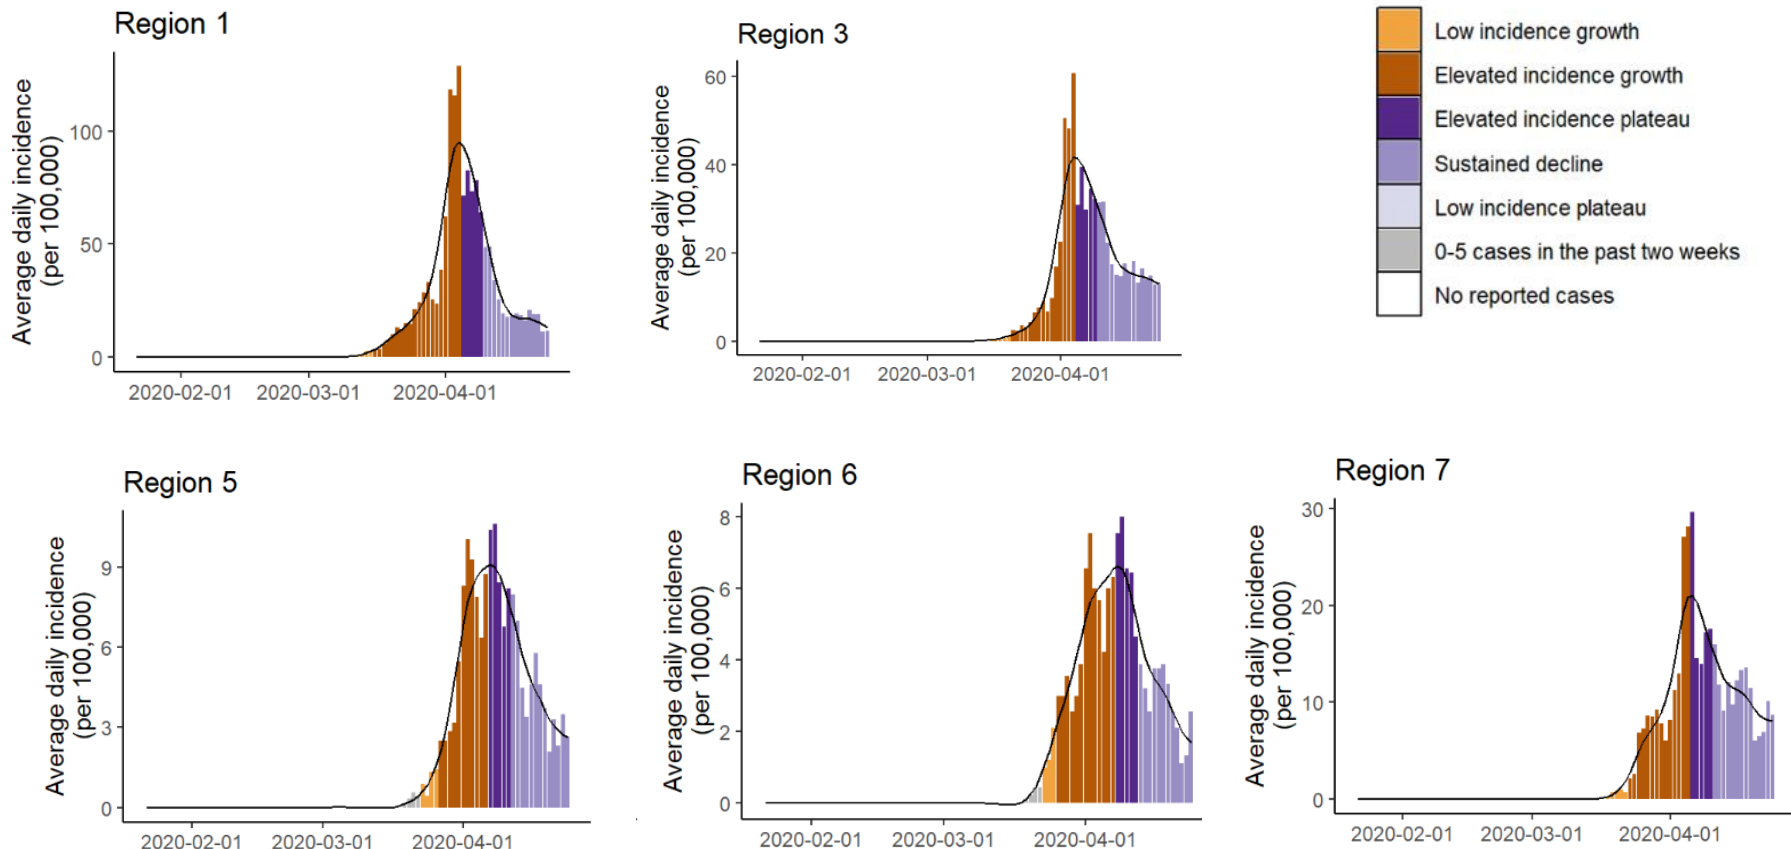 Region 1
Average daily incidence
(per 100,000)
100
50
0
2020-02-01 2020-03-01 2020-04-01
Region 3
Average daily incidence
(per 100,000)
60
40
20
0
2020-02-01 2020-03-01 2020-04-01
Low incidence growth
Elevated incidence growth
Elevated incidence plateau
Sustained decline
Low incidence plateau
0-5 cases in the past two weeks
No reported cases
Region 5
Average daily incidence
(per 100,000)
9
6
3
0
2020-02-01 2020-03-01 2020-04-01
Region 6
Average daily incidence
(per 100,000)
8
6
4
2
0
2020-02-01 2020-03-01 2020-04-01
Region 7
Average daily incidence
(per 100,000)
30
20
10
0
2020-02-01 2020-03-01 2020-04-01